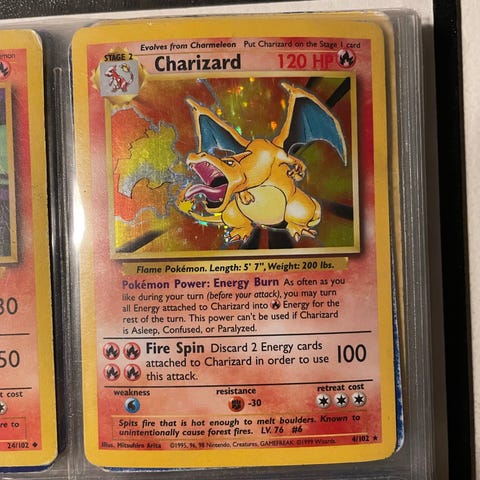 Evolves from Charmeleon Put Charizard on the Stage 1 card
STAGE 2
Charizard 120 HP
Flame Pokémon. Length: 5' 7", Weight: 200 lbs.
Pokémon Power: Energy Burn As often as you
like during your turn (before your attack), you may turn
all Energy attached to Charizard into Energy for the
rest of the turn. This power can't be used if Charizard
is Asleep, Confused, or Paralyzed.
Fire Spin Discard 2 Energy cards
attached to Charizard in order to use 100
this attack.
weakness resistance retreat cost
-30
Spits fire that is hot enough to melt boulders. Known to
unintentionally cause forest fires. LV. 76 #6
Illus. Mitsuhiro Arita ©1995, 96, 98 Nintendo, Creatures, GAMEFREAK. ©1999 Wizards. 4/102
30
50
cost
24/102